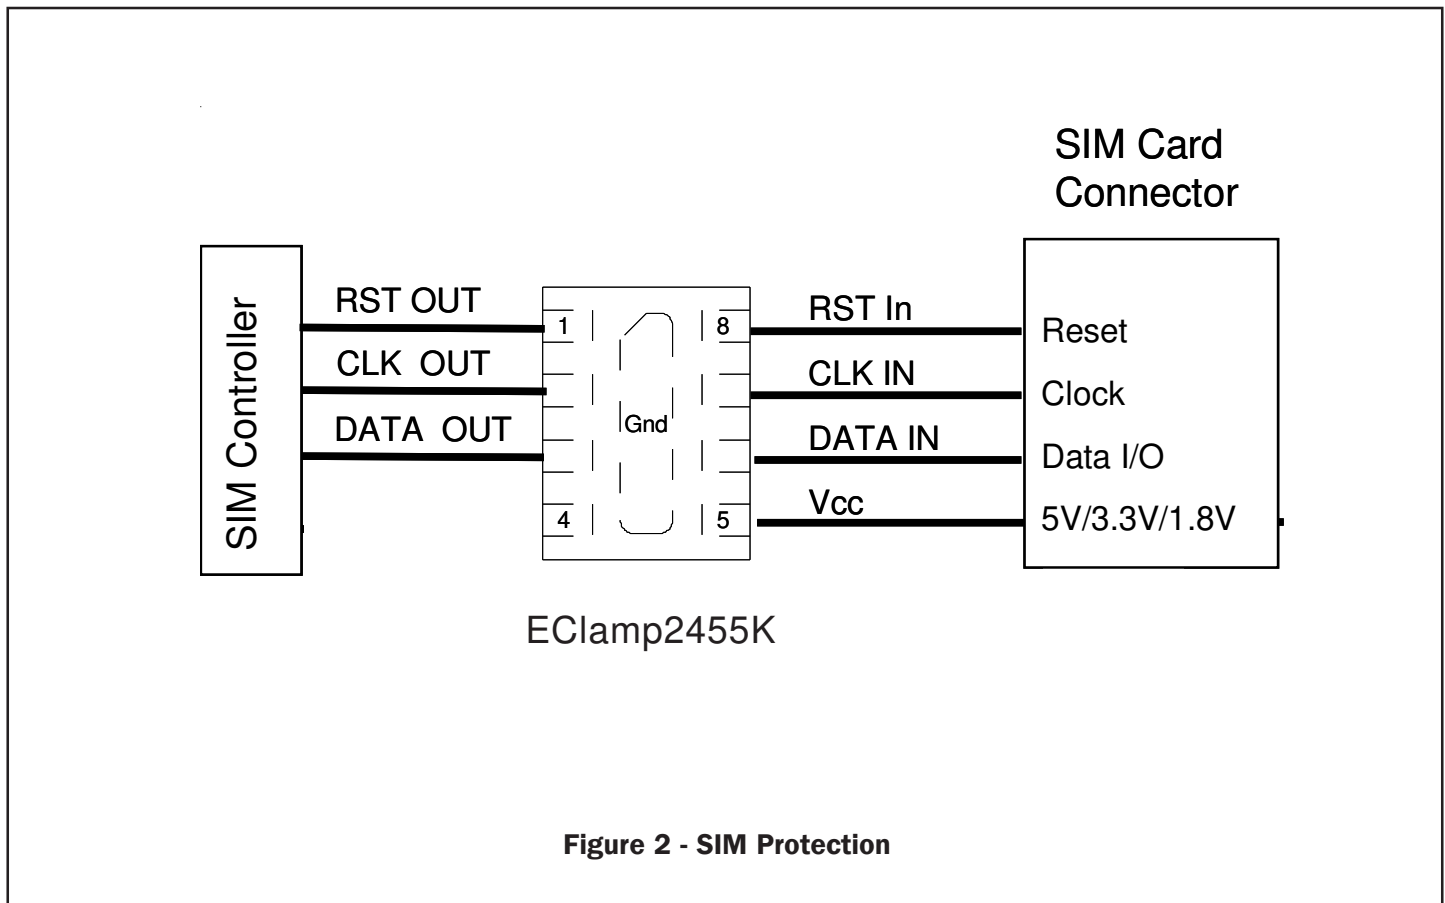 SIM Card
Connector
SIM Controller
RST OUT
CLK  OUT
DATA  OUT
1
8
Gnd
4
5
RST In
CLK IN
DATA IN
Vcc
Reset
Clock
Data I/O
5V/3.3V/1.8V
EClamp2455K
Figure 2 - SIM Protection